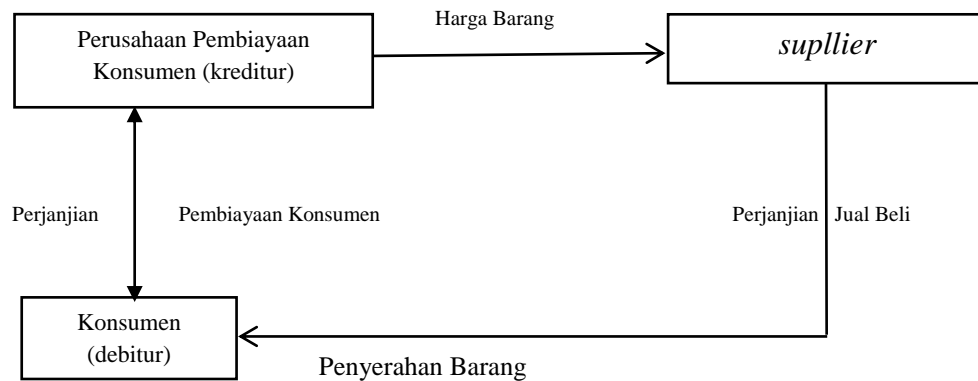 Harga Barang
Perusahaan Pembiayaan
Konsumen (kreditur)
supllier
Perjanjian Pembiayaan Konsumen
Perjanjian Jual Beli
Konsumen
(debitur)
Penyerahan Barang